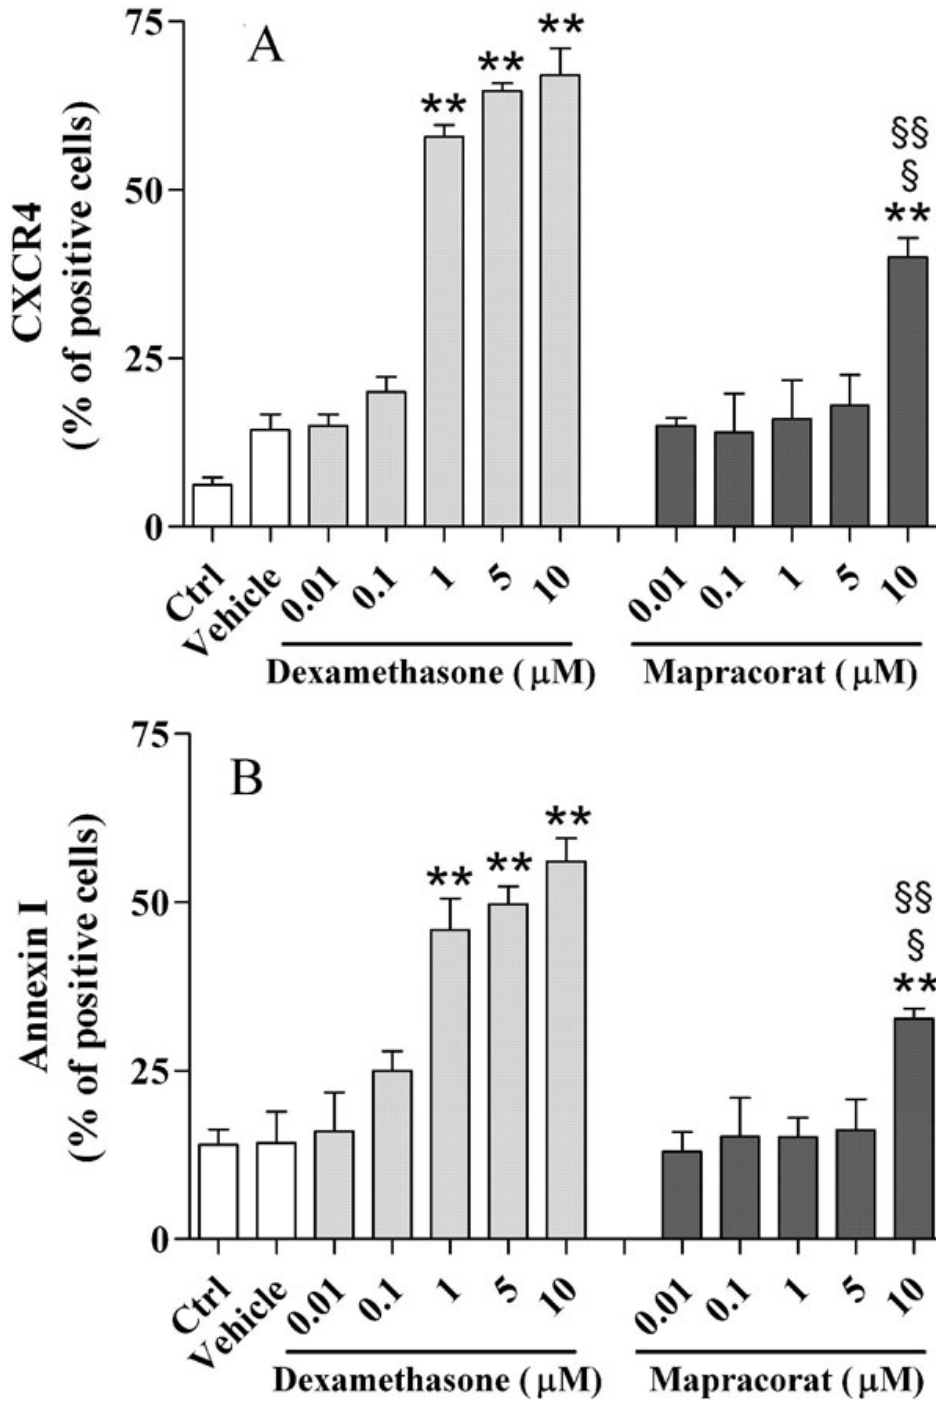 A
CXCR4
(% of positive cells)
75
50
25
0
** ** **
§§
§
**
Ctrl Vehicle 0.01 0.1 1 5 10 0.01 0.1 1 5 10
Dexamethasone (μM) Mapracorat (μM)
B
Annexin I
(% of positive cells)
75
50
25
0
** ** **
§§
§
**
Ctrl Vehicle 0.01 0.1 1 5 10 0.01 0.1 1 5 10
Dexamethasone (μM) Mapracorat (μM)